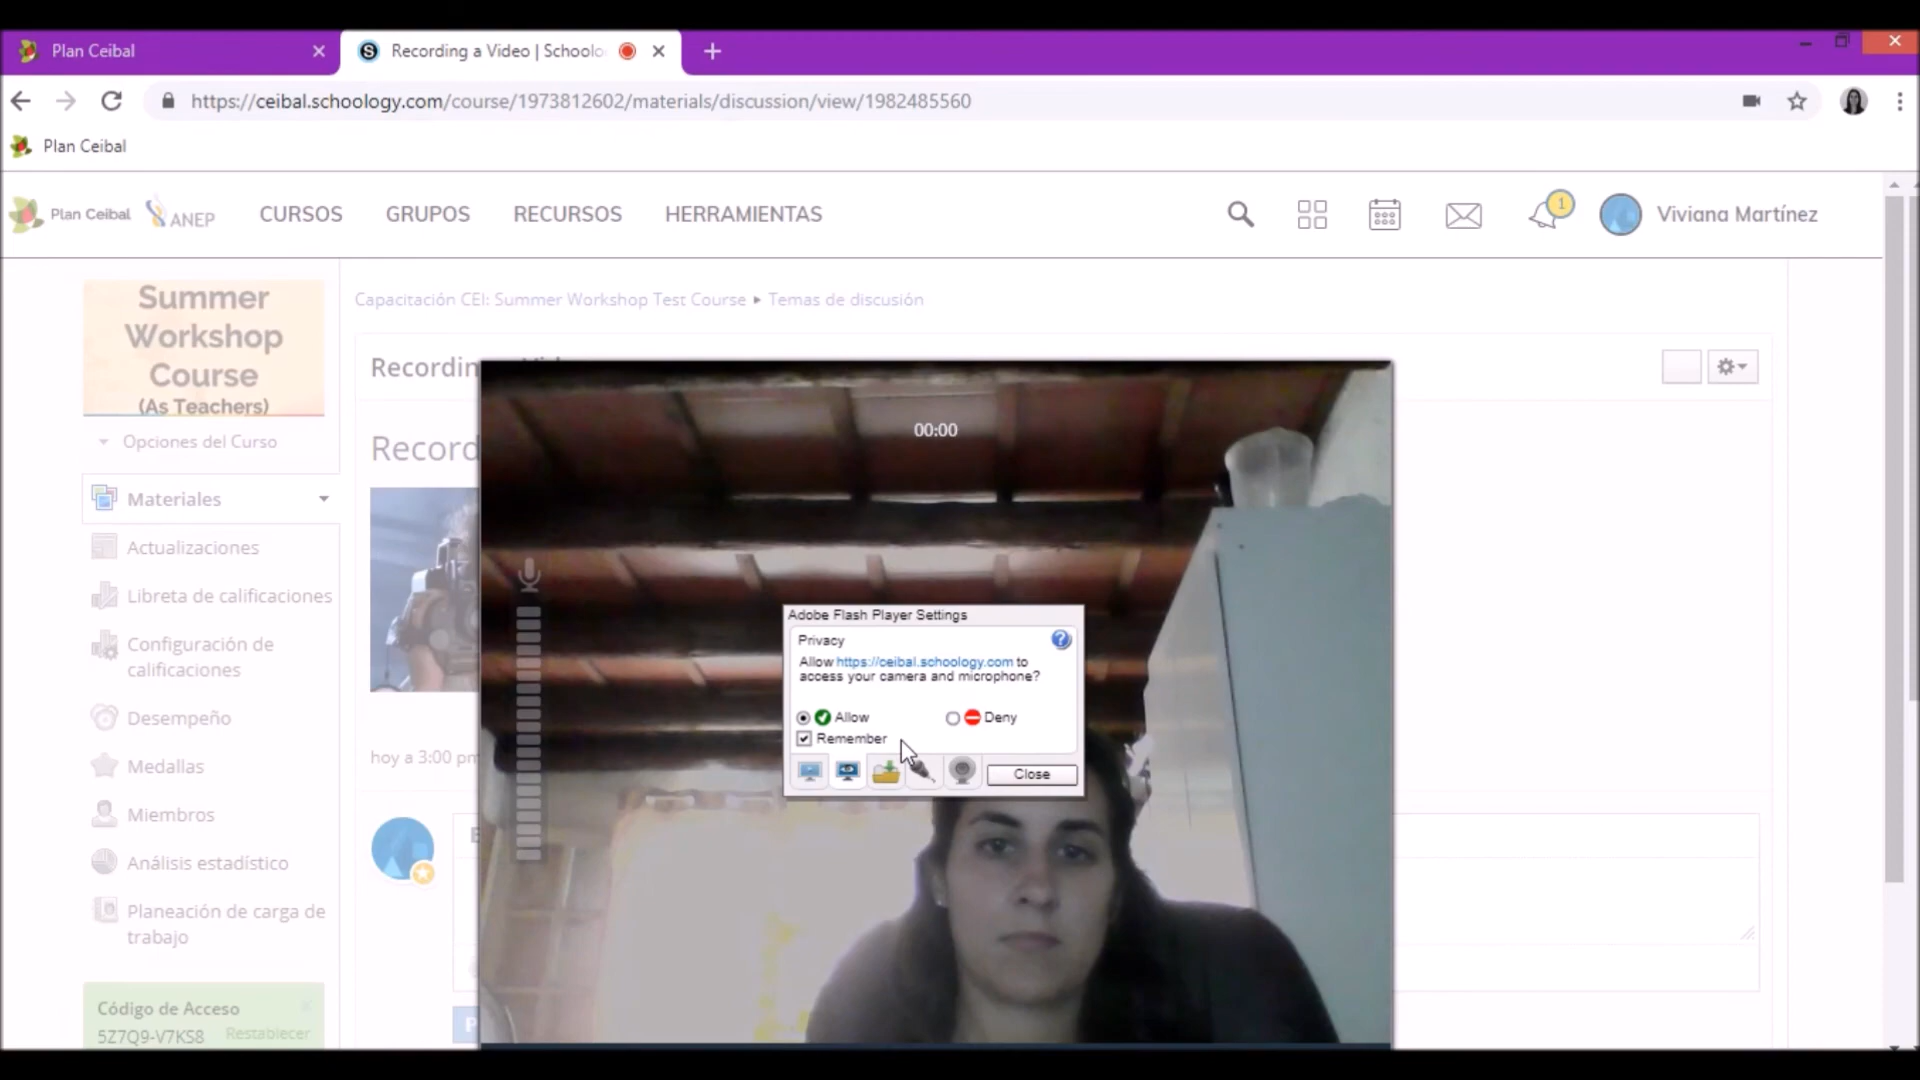 Plan Ceibal
Recording a Video | Schoolo
https://ceibal.schoology.com/course/1973812602/materials/discussion/view/1982485560
Plan Ceibal
Plan Ceibal
ANEP
CURSOS
GRUPOS
RECURSOS
HERRAMIENTAS
1
Viviana Martínez
Summer
Workshop
Course
(As Teachers)
Capacitación CEI: Summer Workshop Test Course ▸ Temas de discusión
Opciones del Curso
Materiales
Actualizaciones
Libreta de calificaciones
Configuración de
calificaciones
Desempeño
Medallas
Miembros
Análisis estadístico
Planeación de carga de
trabajo
Código de Acceso
5Z7Q9-V7KS8
Restablecer
Record
hoy a 3:00 pm
00:00
Adobe Flash Player Settings
Privacy
Allow https://ceibal.schoology.com to
access your camera and microphone?
Allow
Deny
Remember
Close